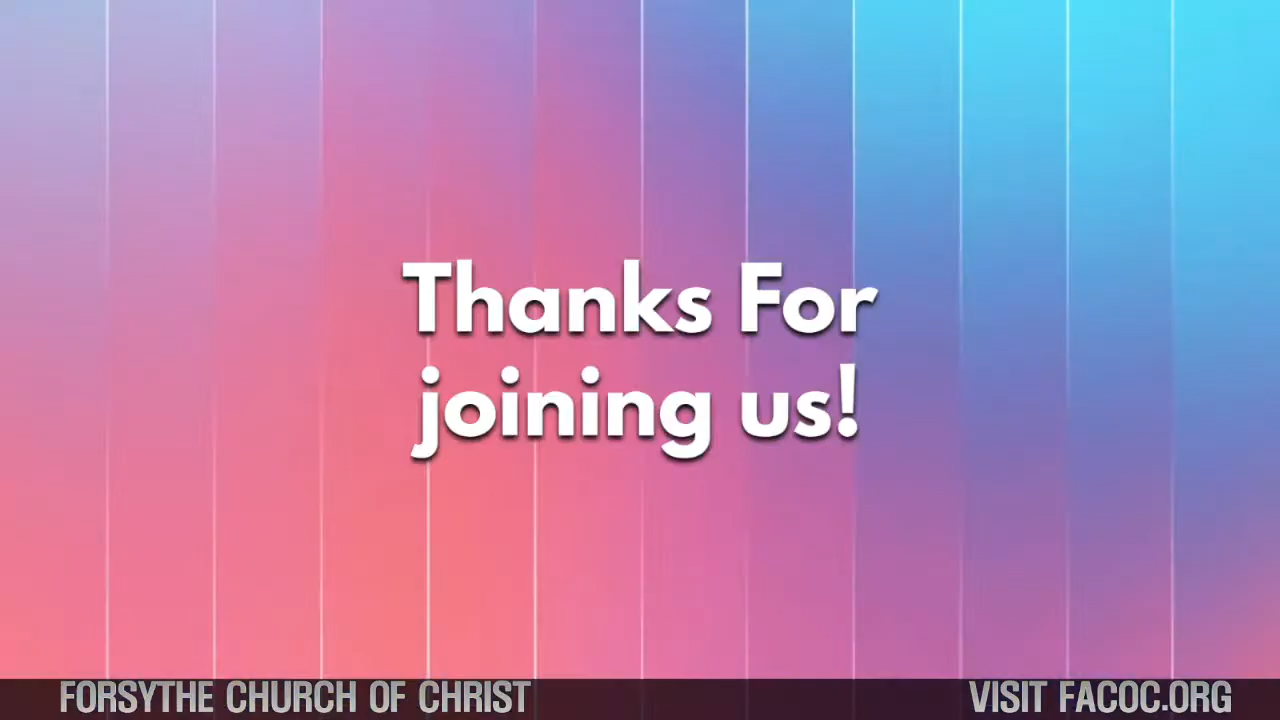 Thanks For
joining us!
FORSYTHE CHURCH OF CHRIST
VISIT FACOC.ORG